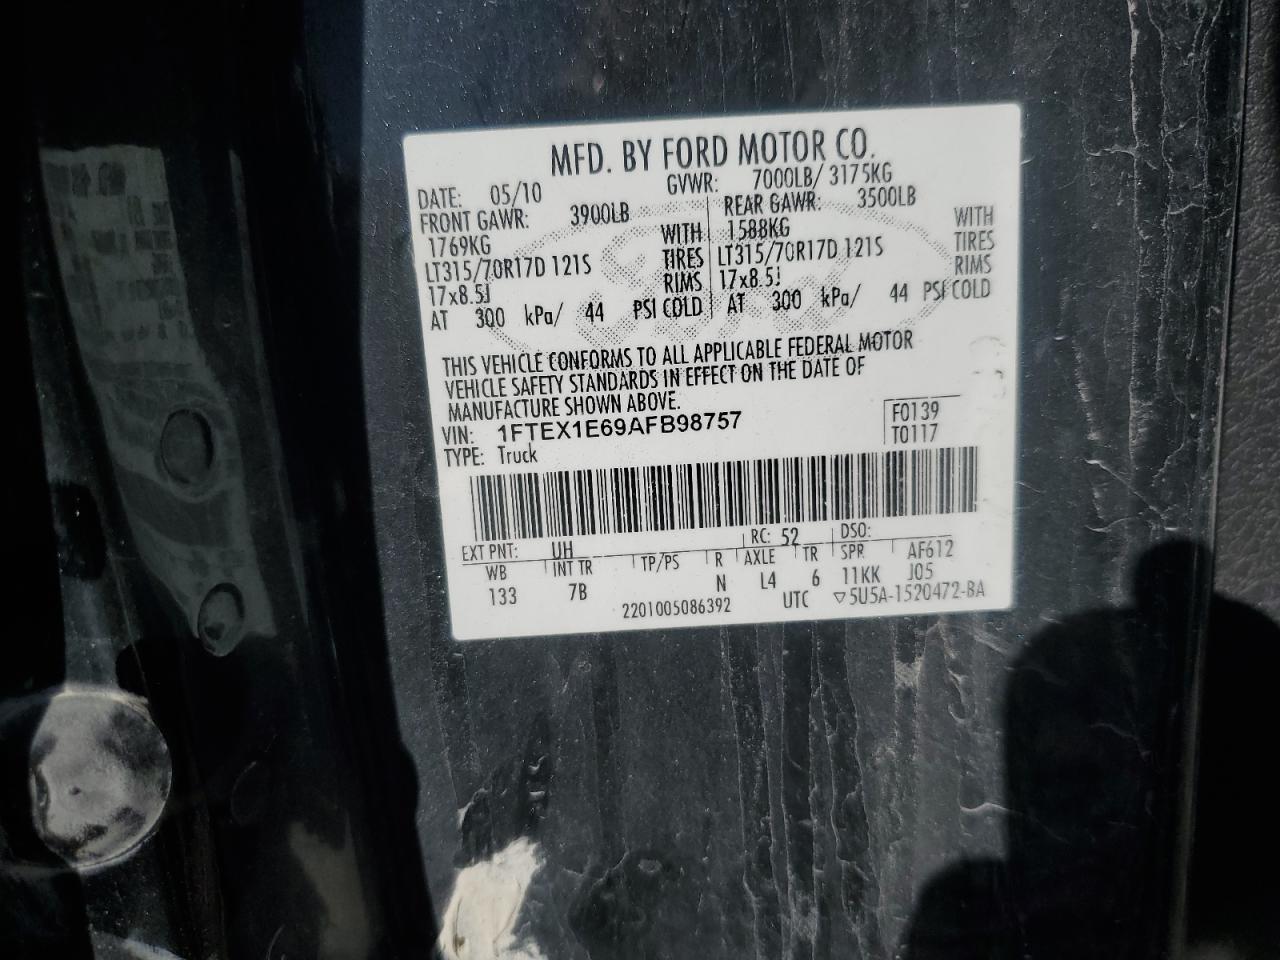 MFD. BY FORD MOTOR CO.
DATE: 05/10 GVWR: 7000LB/ 3175KG
FRONT GAWR: 3900LB REAR GAWR: 3500LB
1769KG WITH 1588KG WITH
LT315/70R17D 121S TIRES LT315/70R17D 121S TIRES
17x8.5J RIMS 17x8.5J RIMS
AT 300 kPa/ 44 PSI COLD AT 300 kPa/ 44 PSI COLD
THIS VEHICLE CONFORMS TO ALL APPLICABLE FEDERAL MOTOR
VEHICLE SAFETY STANDARDS IN EFFECT ON THE DATE OF
MANUFACTURE SHOWN ABOVE.
VIN: 1FTEX1E69AFB98757 F0139
TYPE: Truck T0117
EXT PNT: UH RC: 52 DSO:
WB INT TR TP/PS R AXLE TR SPR AF612
133 7B N L4 6 11KK J05
2201005086392 UTC ▽5U5A-1520472-BA